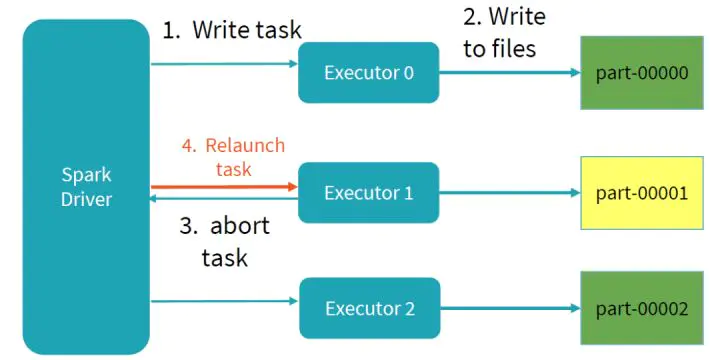 1. Write task
2. Write
to files
Executor 0
part-00000
4. Relaunch
task
Spark
Driver
Executor 1
part-00001
3. abort
task
Executor 2
part-00002